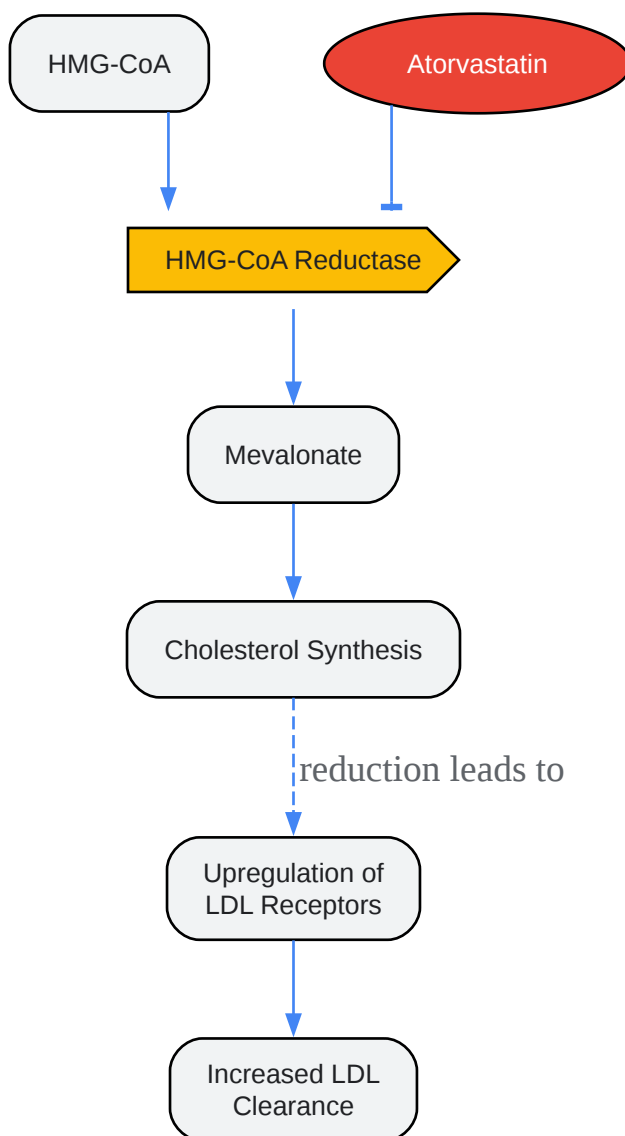 HMG-CoA
Atorvastatin
HMG-CoA Reductase
Mevalonate
Cholesterol Synthesis
reduction leads to
Upregulation of
LDL Receptors
Increased LDL
Clearance